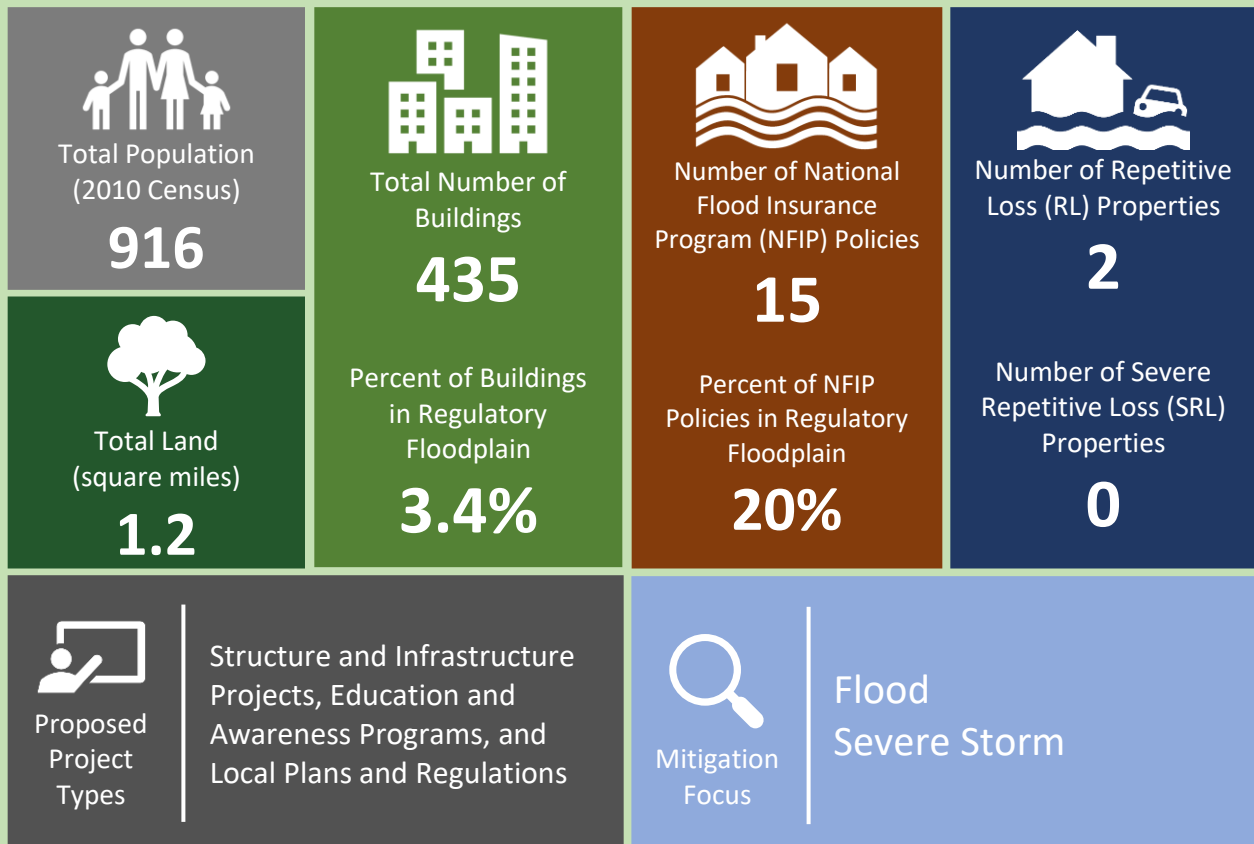 Total Population
(2010 Census)
916
Total Land
(square miles)
1.2
Total Number of
Buildings
435
Percent of Buildings
in Regulatory
Floodplain
3.4%
Number of National
Flood Insurance
Program (NFIP) Policies
15
Percent of NFIP
Policies in Regulatory
Floodplain
20%
Number of Repetitive
Loss (RL) Properties
2
Number of Severe
Repetitive Loss (SRL)
Properties
0
Proposed
Project
Types
Structure and Infrastructure
Projects, Education and
Awareness Programs, and
Local Plans and Regulations
Mitigation
Focus
Flood
Severe Storm